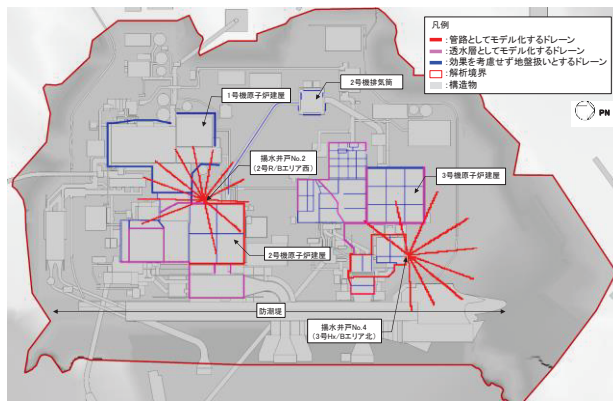 凡例
:管路としてモデル化するドレーン
:透水層としてモデル化するドレーン
:効果を考慮せず地盤扱いとするドレーン
:解析境界
:構造物
PN
2号機排気筒
1号機原子炉建屋
揚水井戸No.2
(2号R/Bエリア西)
3号機原子炉建屋
2号機原子炉建屋
防潮堤
揚水井戸No.4
(3号Hx/Bエリア北)